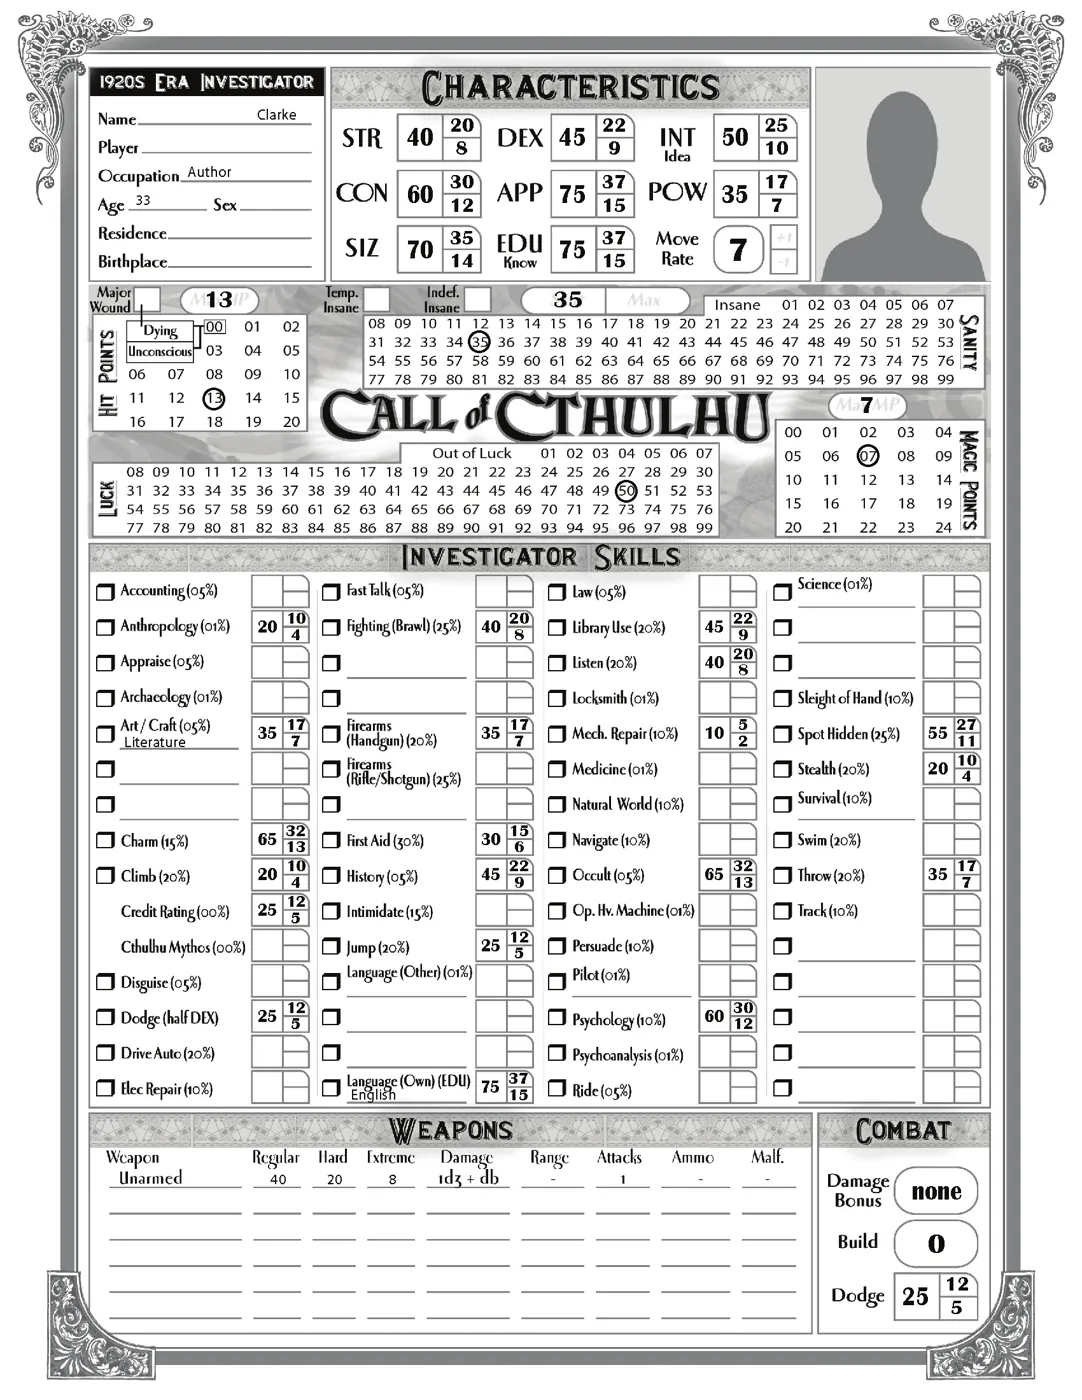 1920s Era Investigator
Name Clarke
Player
Occupation Author
Age 33 Sex
Residence
Birthplace
Characteristics
STR 40 20 8 DEX 45 22 9 INT Idea 50 25 10
CON 60 30 12 APP 75 37 15 POW 35 17 7
SIZ 70 35 14 EDU Know 75 37 15 Move Rate 7 +1 -1
Major Wound 13
Hit Points
Dying 00 01 02
Unconscious 03 04 05
06 07 08 09 10
11 12 13 14 15
16 17 18 19 20
Temp. Insane Indef. Insane 35 Max
Sanity
Insane 01 02 03 04 05 06 07
08 09 10 11 12 13 14 15 16 17 18 19 20 21 22 23 24 25 26 27 28 29 30
31 32 33 34 35 36 37 38 39 40 41 42 43 44 45 46 47 48 49 50 51 52 53
54 55 56 57 58 59 60 61 62 63 64 65 66 67 68 69 70 71 72 73 74 75 76
77 78 79 80 81 82 83 84 85 86 87 88 89 90 91 92 93 94 95 96 97 98 99
Call of Cthulhu
Luck
Out of Luck 01 02 03 04 05 06 07
08 09 10 11 12 13 14 15 16 17 18 19 20 21 22 23 24 25 26 27 28 29 30
31 32 33 34 35 36 37 38 39 40 41 42 43 44 45 46 47 48 49 50 51 52 53
54 55 56 57 58 59 60 61 62 63 64 65 66 67 68 69 70 71 72 73 74 75 76
77 78 79 80 81 82 83 84 85 86 87 88 89 90 91 92 93 94 95 96 97 98 99
7
Magic Points
00 01 02 03 04
05 06 07 08 09
10 11 12 13 14
15 16 17 18 19
20 21 22 23 24
Investigator Skills
Accounting (05%)
Anthropology (01%) 20 10 4
Appraise (05%)
Archaeology (01%)
Art / Craft (05%)
Literature 35 17 7
Charm (15%) 65 32 13
Climb (20%) 20 10 4
Credit Rating (00%) 25 12 5
Cthulhu Mythos (00%)
Disguise (05%)
Dodge (half DEX) 25 12 5
Drive Auto (20%)
Elec Repair (10%)
Fast Talk (05%)
Fighting (Brawl) (25%) 40 20 8
Firearms
(Handgun) (20%) 35 17 7
Firearms
(Rifle/Shotgun) (25%)
First Aid (30%) 30 15 6
History (05%) 45 22 9
Intimidate (15%)
Jump (20%) 25 12 5
Language (Other) (01%)
Language (Own) (EDU) 75 37 15
English
Law (05%)
Library Use (20%) 45 22 9
Listen (20%) 40 20 8
Locksmith (01%)
Mech. Repair (10%) 10 5 2
Medicine (01%)
Natural World (10%)
Navigate (10%)
Occult (05%) 65 32 13
Op. Hv. Machine (01%)
Persuade (10%)
Pilot (01%)
Psychology (10%) 60 30 12
Psychoanalysis (01%)
Ride (05%)
Science (01%)
Sleight of Hand (10%)
Spot Hidden (25%) 55 27 11
Stealth (20%) 20 10 4
Survival (10%)
Swim (20%)
Throw (20%) 35 17 7
Track (10%)
Weapons
Weapon Regular Hard Extreme Damage Range Attacks Ammo Malf.
Unarmed 40 20 8 1d3 + db - 1 - -
Combat
Damage Bonus none
Build 0
Dodge 25 12 5